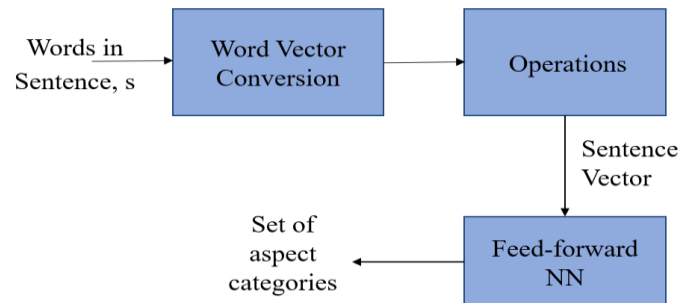 Words in
Sentence, s
Word Vector
Conversion
Operations
Sentence
Vector
Feed-forward
NN
Set of
aspect
categories